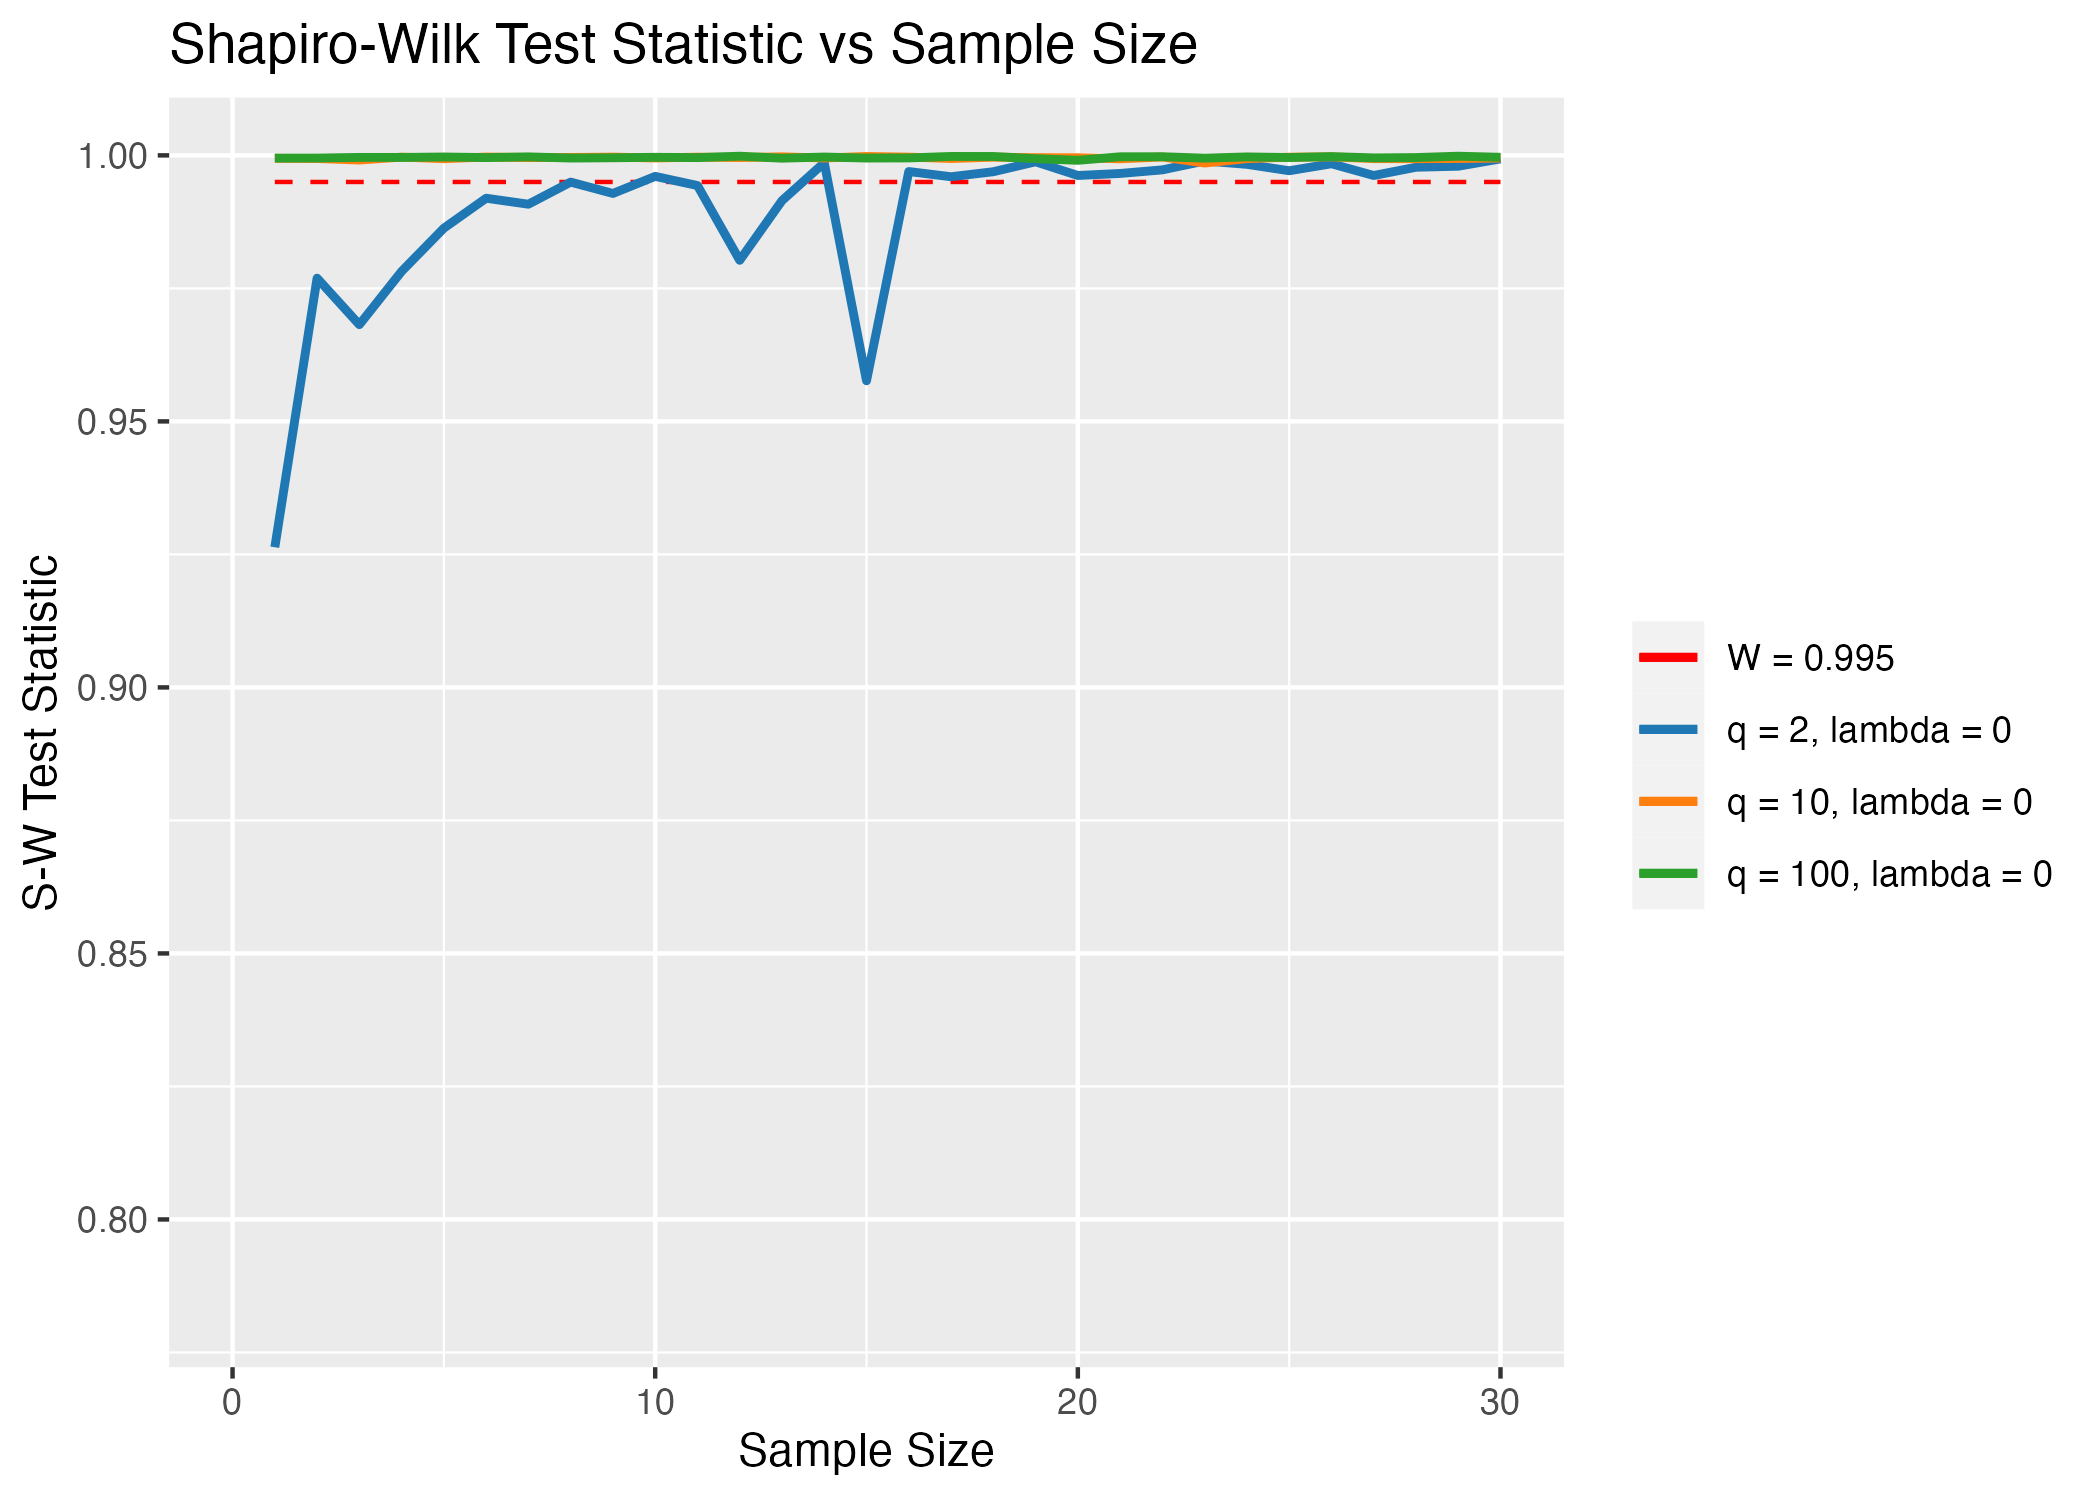 Shapiro-Wilk Test Statistic vs Sample Size
S-W Test Statistic
1.00
0.95
0.90
0.85
0.80
0
10
20
30
Sample Size
W = 0.995
q = 2, lambda = 0
q = 10, lambda = 0
q = 100, lambda = 0